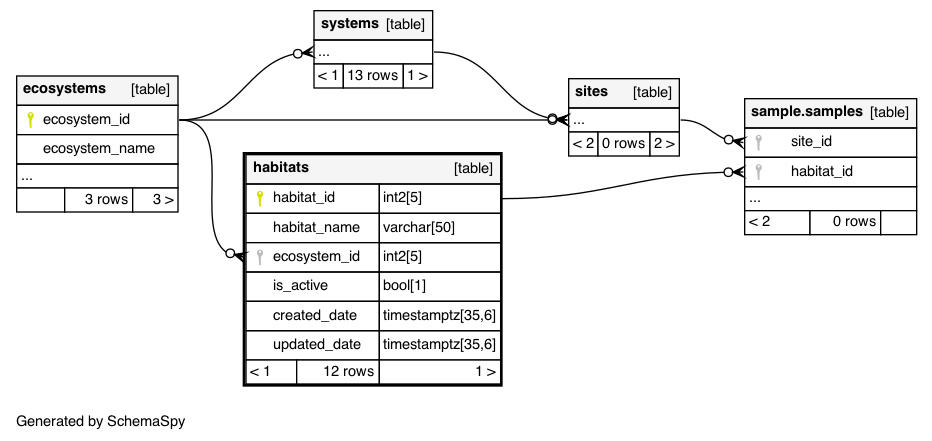 systems [table]
...
< 1 13 rows 1 >
ecosystems [table]
ecosystem_id
ecosystem_name
...
3 rows 3 >
sites [table]
...
< 2 0 rows 2 >
sample.samples [table]
site_id
habitat_id
...
< 2 0 rows
habitats [table]
habitat_id int2[5]
habitat_name varchar[50]
ecosystem_id int2[5]
is_active bool[1]
created_date timestamptz[35,6]
updated_date timestamptz[35,6]
< 1 12 rows 1 >
Generated by SchemaSpy